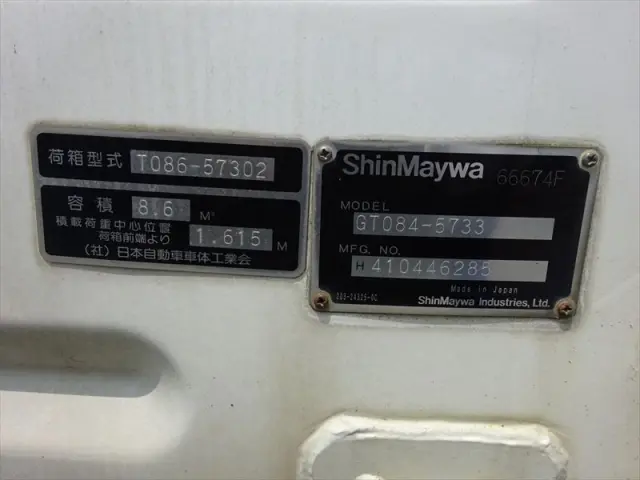 荷箱型式 T086-57302
容積 8.6 M³
積載荷重中心位置
荷箱前端より 1.615 M
(社)日本自動車車体工業会
ShinMaywa 66674F
MODEL
GT084-5733
MFG. NO.
H 410446285
Made in Japan
ShinMaywa Industries, Ltd.